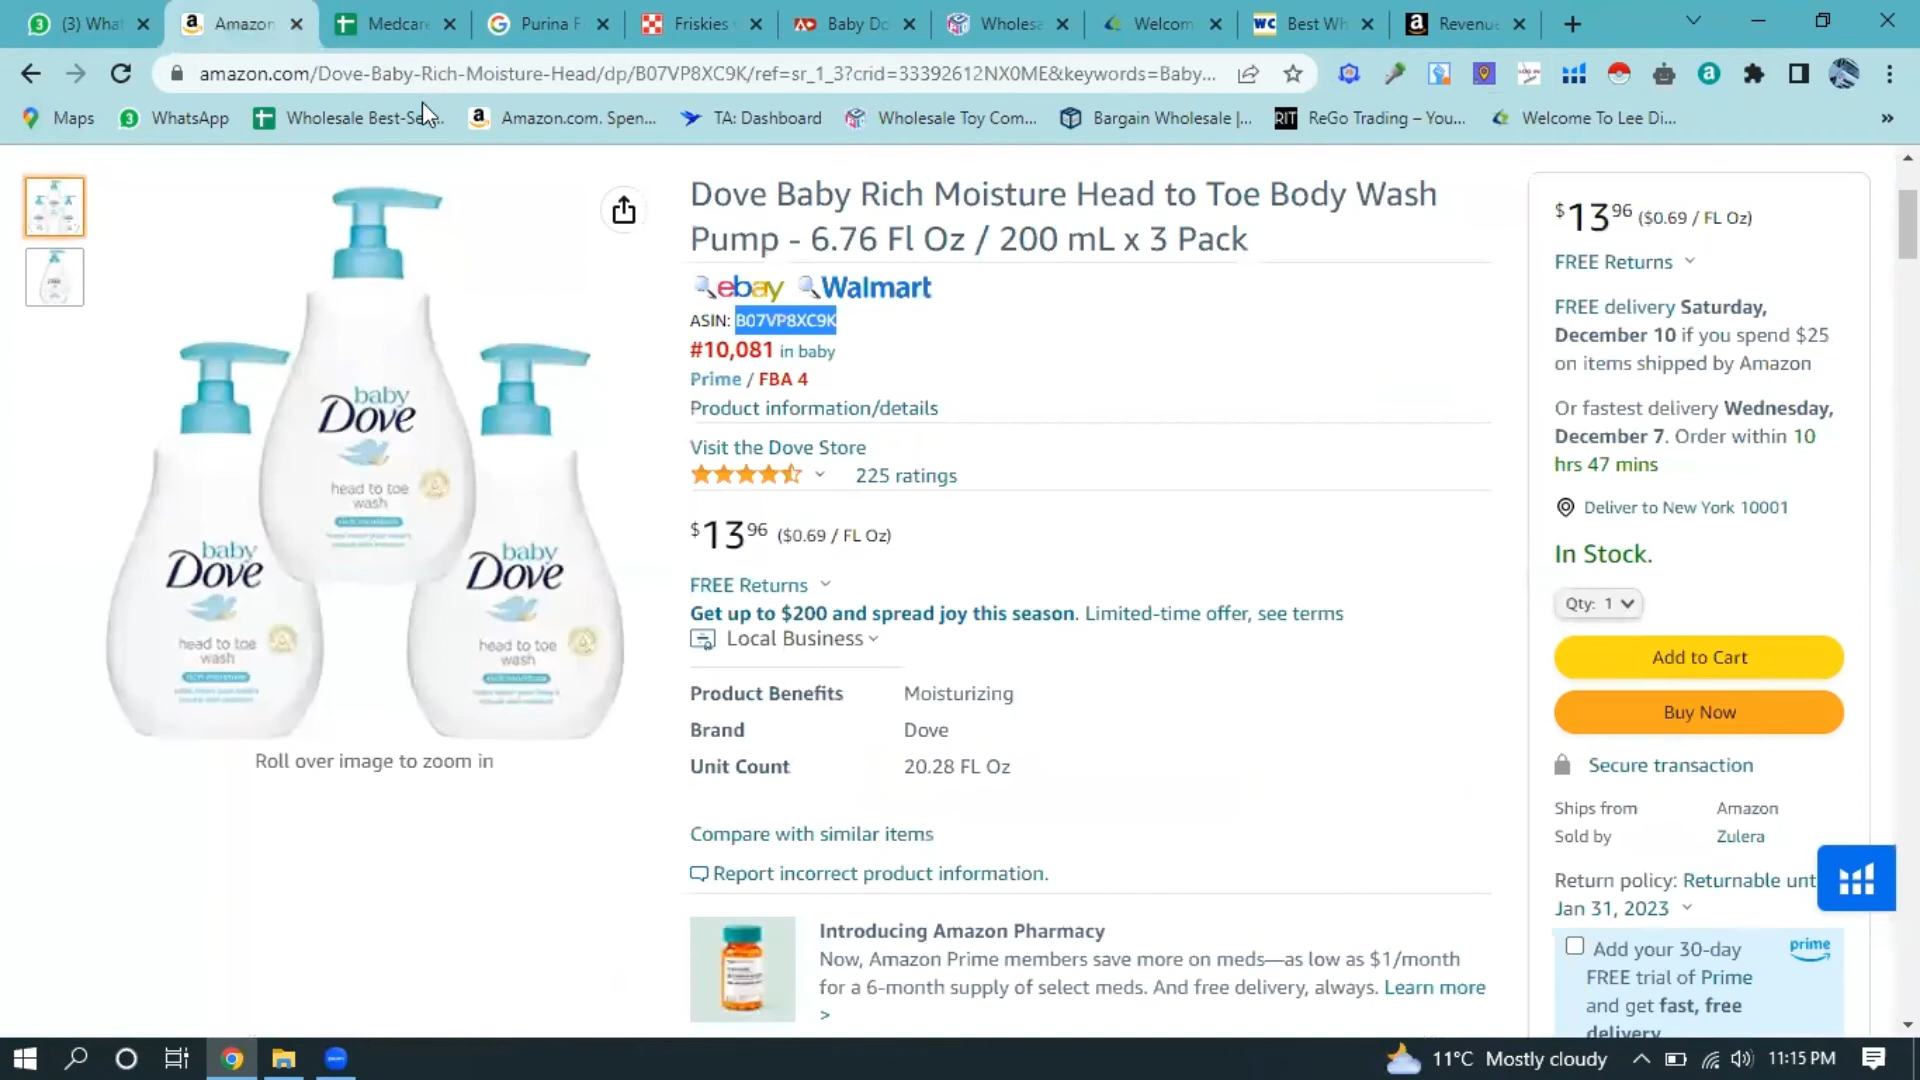 (3) What
Amazon
Medcare
Purina F
Friskies
Baby Do
Wholesa
Welcom
WC
Best Wh
Revenue
amazon.com/Dove-Baby-Rich-Moisture-Head/dp/B07VP8XC9K/ref=sr_1_3?crid=33392612NX0ME&keywords=Baby...
Maps
WhatsApp
Wholesale Best-Sel...
Amazon.com. Spen...
TA: Dashboard
Wholesale Toy Com...
Bargain Wholesale |...
RIT ReGo Trading – You...
Welcome To Lee Di...
»
baby
Dove
head to toe
wash
rich moisture
baby
Dove
head to toe
wash
baby
Dove
head to toe
wash
Roll over image to zoom in
Dove Baby Rich Moisture Head to Toe Body Wash
Pump - 6.76 Fl Oz / 200 mL x 3 Pack
ebay Walmart
ASIN: B07VP8XC9K
#10,081 in baby
Prime / FBA 4
Product information/details
Visit the Dove Store
225 ratings
$13.96 ($0.69 / FL Oz)
FREE Returns
Get up to $200 and spread joy this season. Limited-time offer, see terms
Local Business
Product Benefits Moisturizing
Brand Dove
Unit Count 20.28 FL Oz
Compare with similar items
Report incorrect product information.
Introducing Amazon Pharmacy
Now, Amazon Prime members save more on meds—as low as $1/month
for a 6-month supply of select meds. And free delivery, always. Learn more
>
$13.96 ($0.69 / FL Oz)
FREE Returns
FREE delivery Saturday,
December 10 if you spend $25
on items shipped by Amazon
Or fastest delivery Wednesday,
December 7. Order within 10
hrs 47 mins
Deliver to New York 10001
In Stock.
Qty: 1
Add to Cart
Buy Now
Secure transaction
Ships from Amazon
Sold by Zulera
Return policy: Returnable unt
Jan 31, 2023
Add your 30-day
FREE trial of Prime
and get fast, free
delivery
prime
11°C Mostly cloudy
11:15 PM